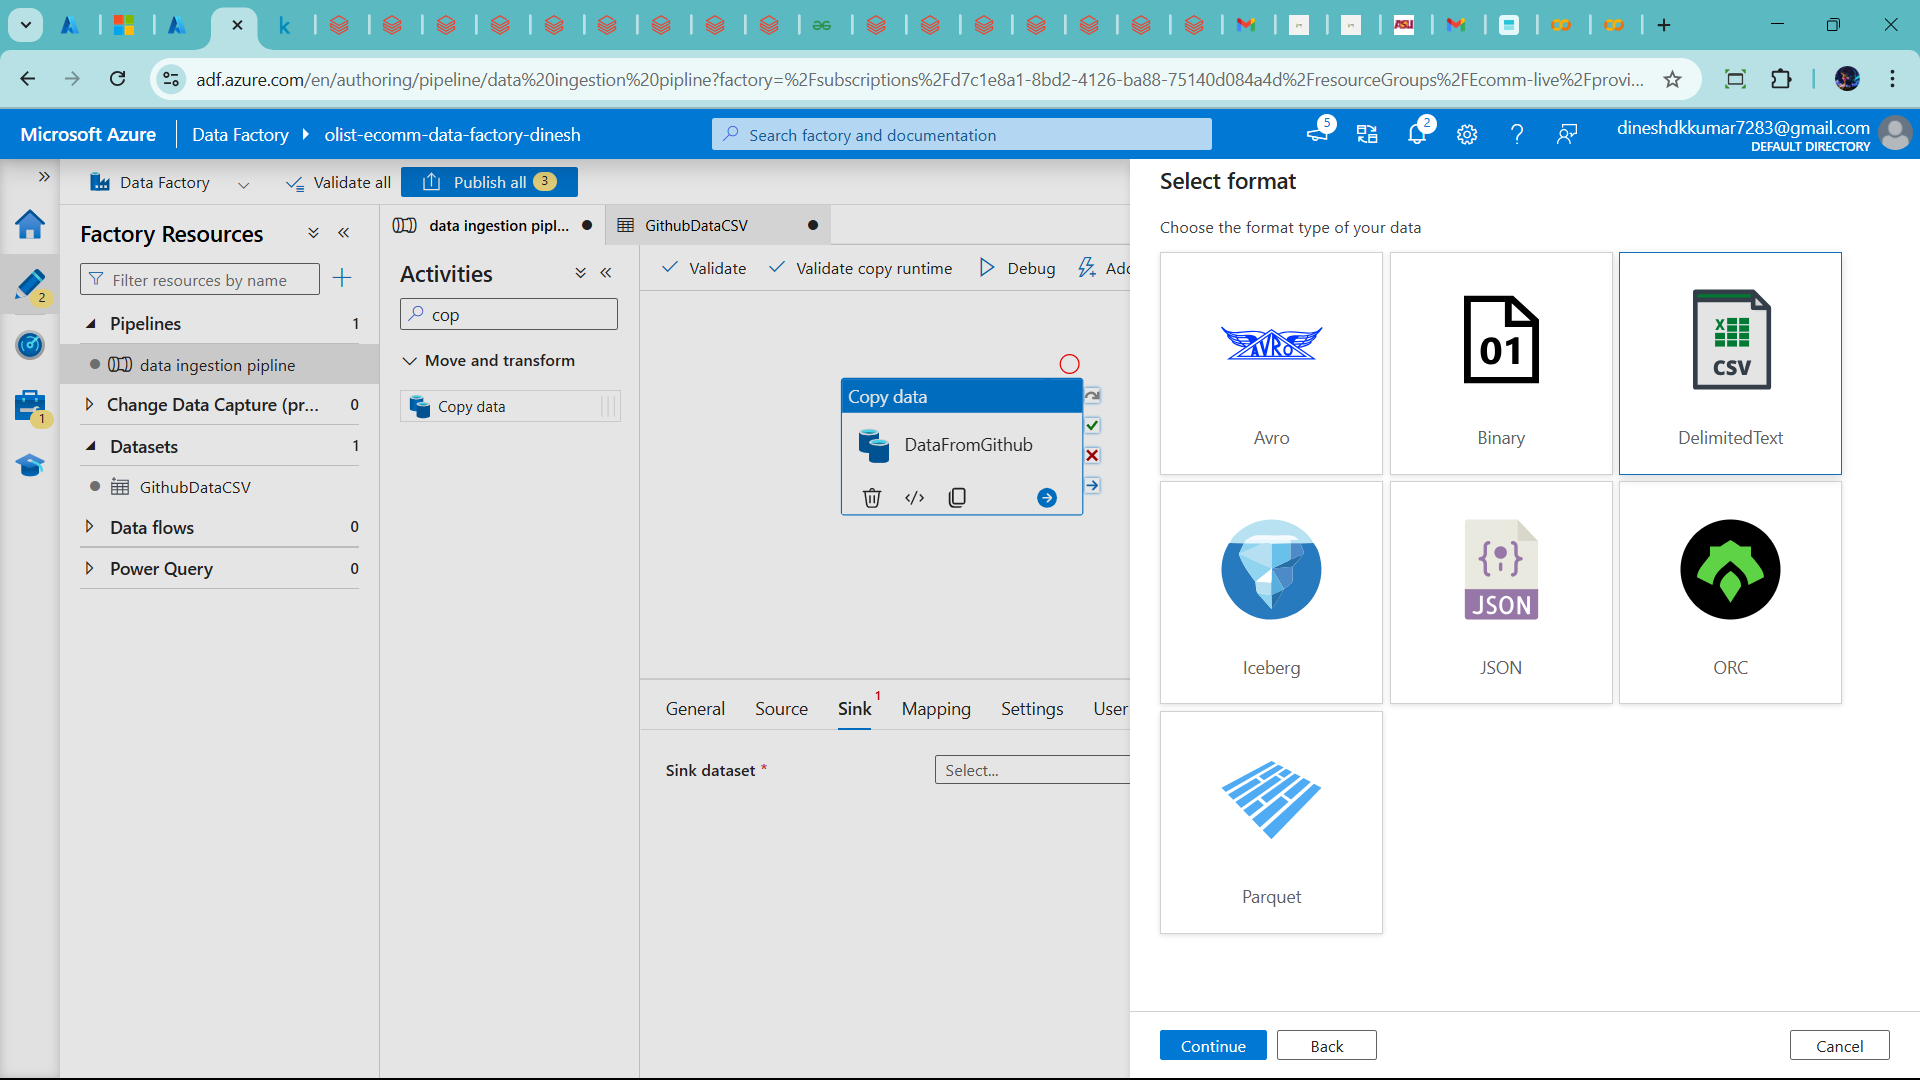 adf.azure.com/en/authoring/pipeline/data%20ingestion%20pipline?factory=%2Fsubscriptions%2Fd7c1e8a1-8bd2-4126-ba88-75140d084a4d%2FresourceGroups%2FEcomm-live%2Fprovi...
Microsoft Azure
Data Factory
olist-ecomm-data-factory-dinesh
Search factory and documentation
5
2
dineshdkkumar7283@gmail.com
DEFAULT DIRECTORY
Data Factory
Validate all
Publish all 3
Factory Resources
Filter resources by name
2
1
Pipelines 1
data ingestion pipline
Change Data Capture (pr... 0
Datasets 1
GithubDataCSV
Data flows 0
Power Query 0
data ingestion pipl...
GithubDataCSV
Activities
cop
Move and transform
Copy data
Validate
Validate copy runtime
Debug
Add
Copy data
DataFromGithub
General
Source
Sink 1
Mapping
Settings
User
Sink dataset *
Select...
Select format
Choose the format type of your data
AVRO
Avro
01
Binary
CSV
DelimitedText
Iceberg
JSON
JSON
ORC
Parquet
Continue
Back
Cancel